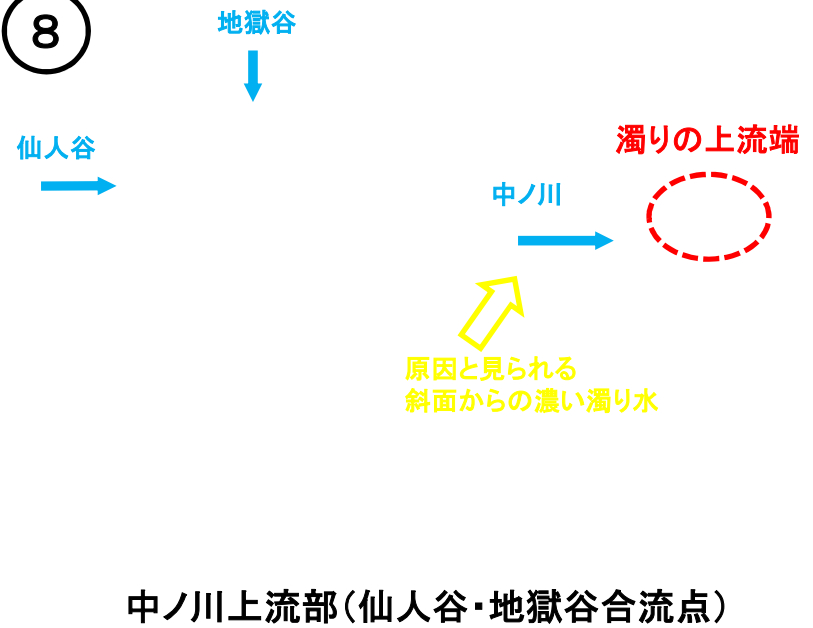 8
地獄谷
仙人谷
濁りの上流端
中ノ川
原因と見られる
斜面からの濃い濁り水
中ノ川上流部(仙人谷・地獄谷合流点)